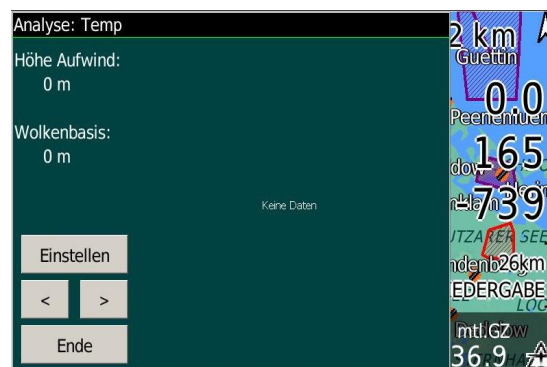 Analyse: Temp
Höhe Aufwind:
0 m
Wolkenbasis:
0 m
Keine Daten
Einstellen
< >
Ende
2 km
Guettin
0.0
165
-739
26km
EDERGABE
LOG
mtl.GZ
36.9